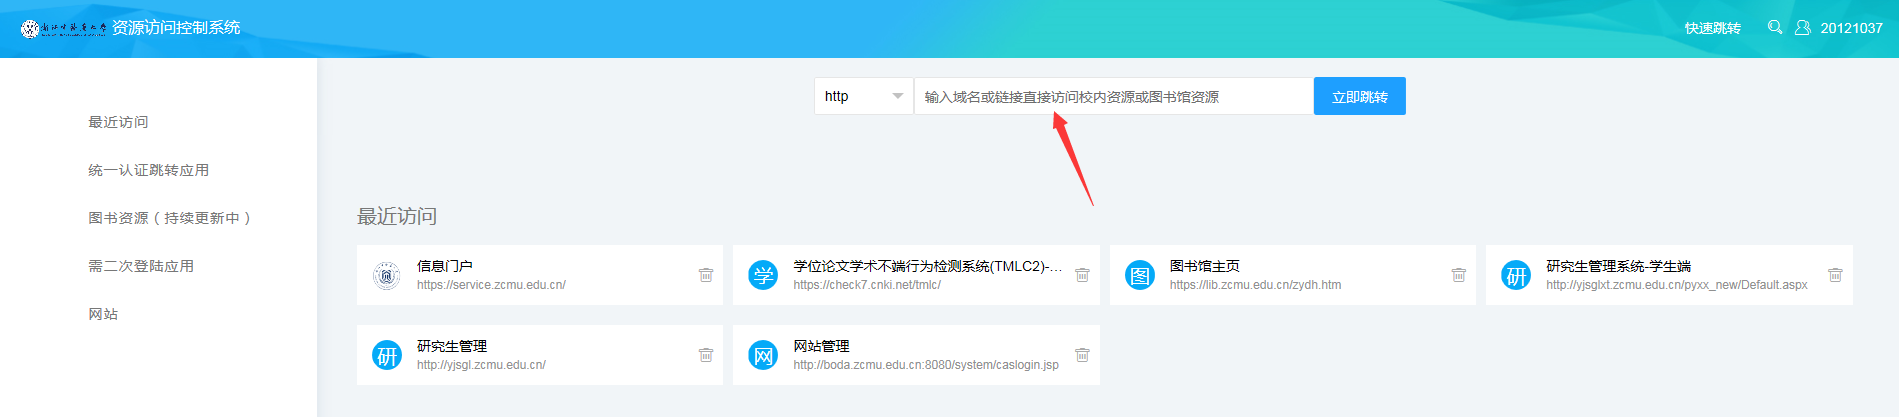 资源访问控制系统
快速跳转
20121037
http
输入域名或链接直接访问校内资源或图书馆资源
立即跳转
最近访问
统一认证跳转应用
图书资源（持续更新中）
需二次登陆应用
网站
最近访问
信息门户
https://service.zcmu.edu.cn/
学
学位论文学术不端行为检测系统(TMLC2)-...
https://check7.cnki.net/tmlc/
图
图书馆主页
https://lib.zcmu.edu.cn/zydh.htm
研
研究生管理系统-学生端
http://yjsglxt.zcmu.edu.cn/pyxx_new/Default.aspx
研
研究生管理
http://yjsgl.zcmu.edu.cn/
网
网站管理
http://boda.zcmu.edu.cn:8080/system/caslogin.jsp